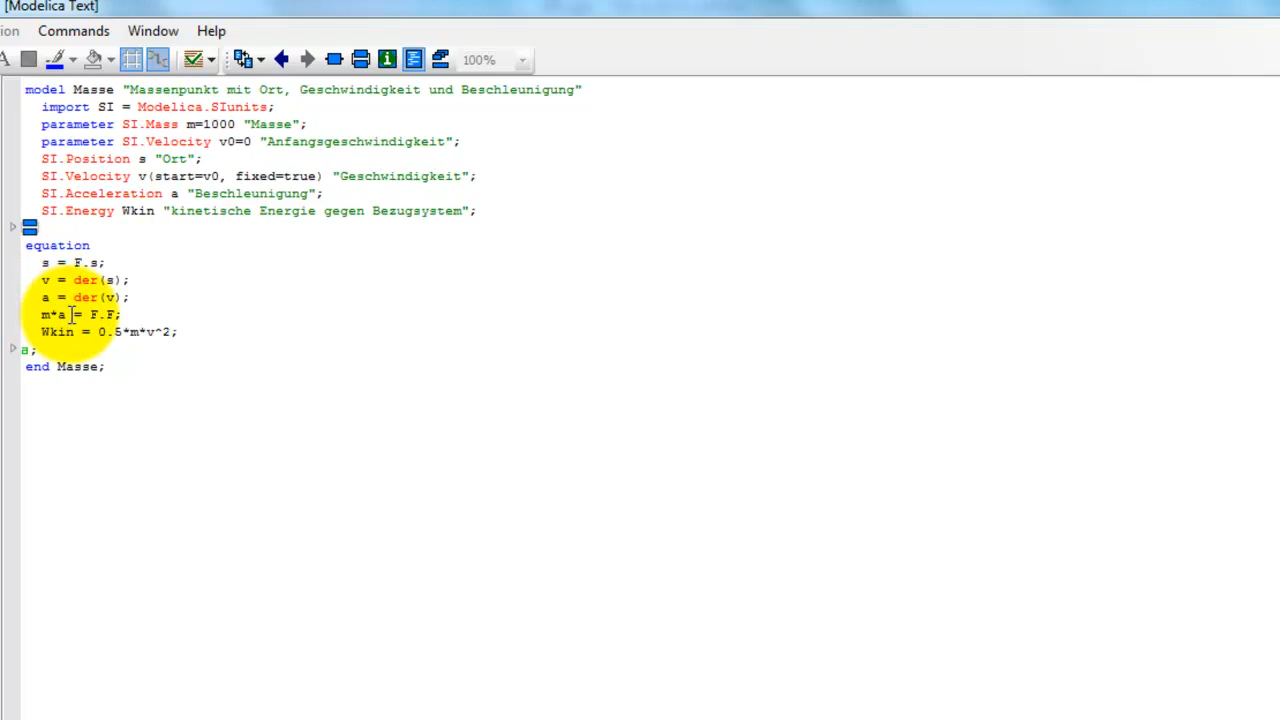 [Modelica Text]
ion Commands Window Help
A 100%
model Masse "Massenpunkt mit Ort, Geschwindigkeit und Beschleunigung"
import SI = Modelica.SIunits;
parameter SI.Mass m=1000 "Masse";
parameter SI.Velocity v0=0 "Anfangsgeschwindigkeit";
SI.Position s "Ort";
SI.Velocity v(start=v0, fixed=true) "Geschwindigkeit";
SI.Acceleration a "Beschleunigung";
SI.Energy Wkin "kinetische Energie gegen Bezugsystem";
equation
s = F.s;
v = der(s);
a = der(v);
m*a = F.F;
Wkin = 0.5*m*v^2;
a;
end Masse;